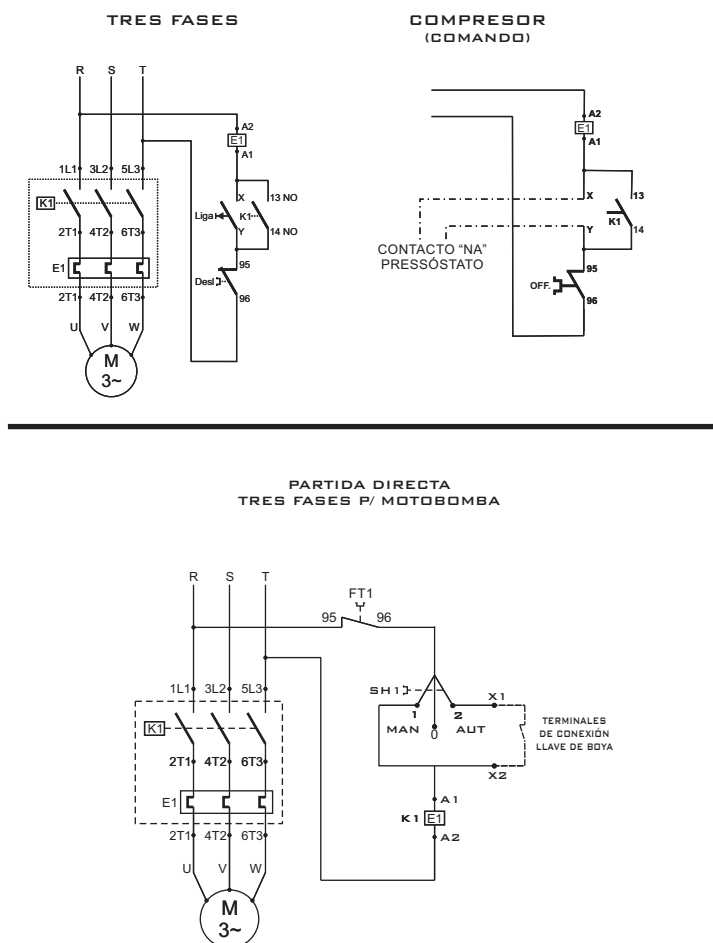 TRES FASES
R S T
A2
E1
A1
1L1 3L2 5L3
K1
2T1 4T2 6T3
E1
2T1 4T2 6T3
U V W
M
3~
X 13 NO
Liga K1
Y 14 NO
95
Desl
96
COMPRESOR
(COMANDO)
A2
E1
A1
X 13
K1
Y 14
CONTACTO “NA”
PRESSÓSTATO
95
OFF.
96
PARTIDA DIRECTA
TRES FASES P/ MOTOBOMBA
R S T
FT1
95 96
1L1 3L2 5L3
K1
2T1 4T2 6T3
E1
2T1 4T2 6T3
U V W
M
3~
SH1
1 2 X1
MAN 0 AUT
TERMINALES
DE CONEXIÓN
LLAVE DE BOYA
X2
A1
K1 E1
A2